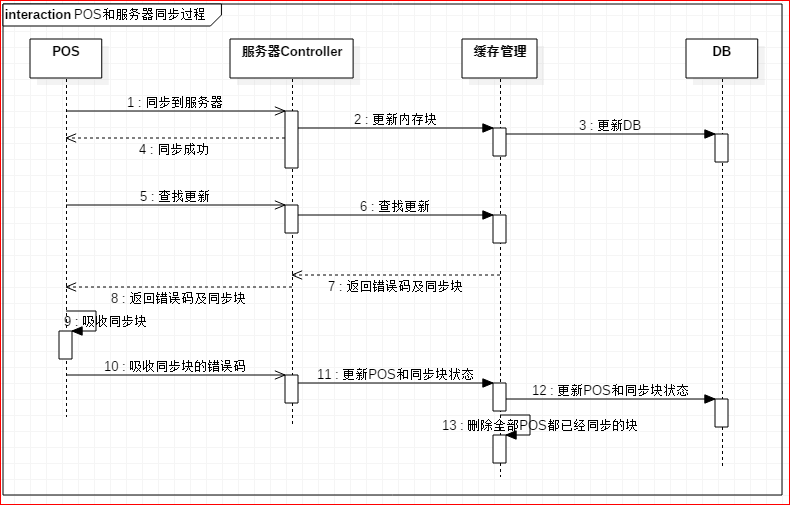 interaction POS和服务器同步过程
POS
服务器Controller
缓存管理
DB
1 : 同步到服务器
2 : 更新内存块
3 : 更新DB
4 : 同步成功
5 : 查找更新
6 : 查找更新
7 : 返回错误码及同步块
8 : 返回错误码及同步块
9 : 吸收同步块
10 : 吸收同步块的错误码
11 : 更新POS和同步块状态
12 : 更新POS和同步块状态
13 : 删除全部POS都已经同步的块